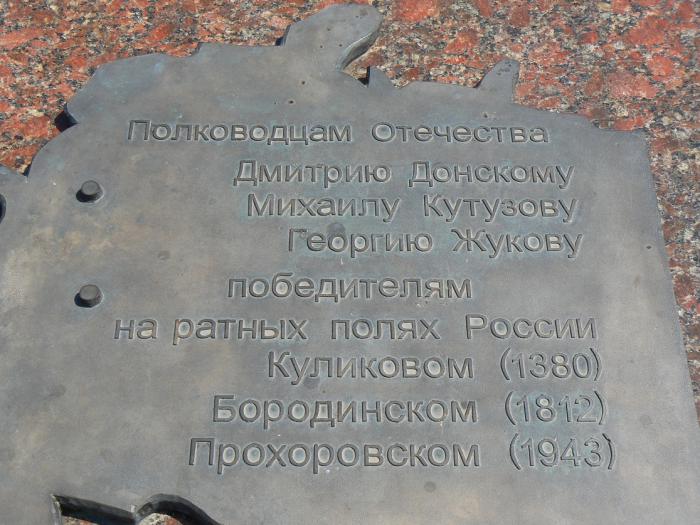 Полководцам Отечества
Дмитрию Донскому
Михаилу Кутузову
Георгию Жукову
победителям
на ратных полях России
Куликовом (1380)
Бородинском (1812)
Прохоровском (1943)